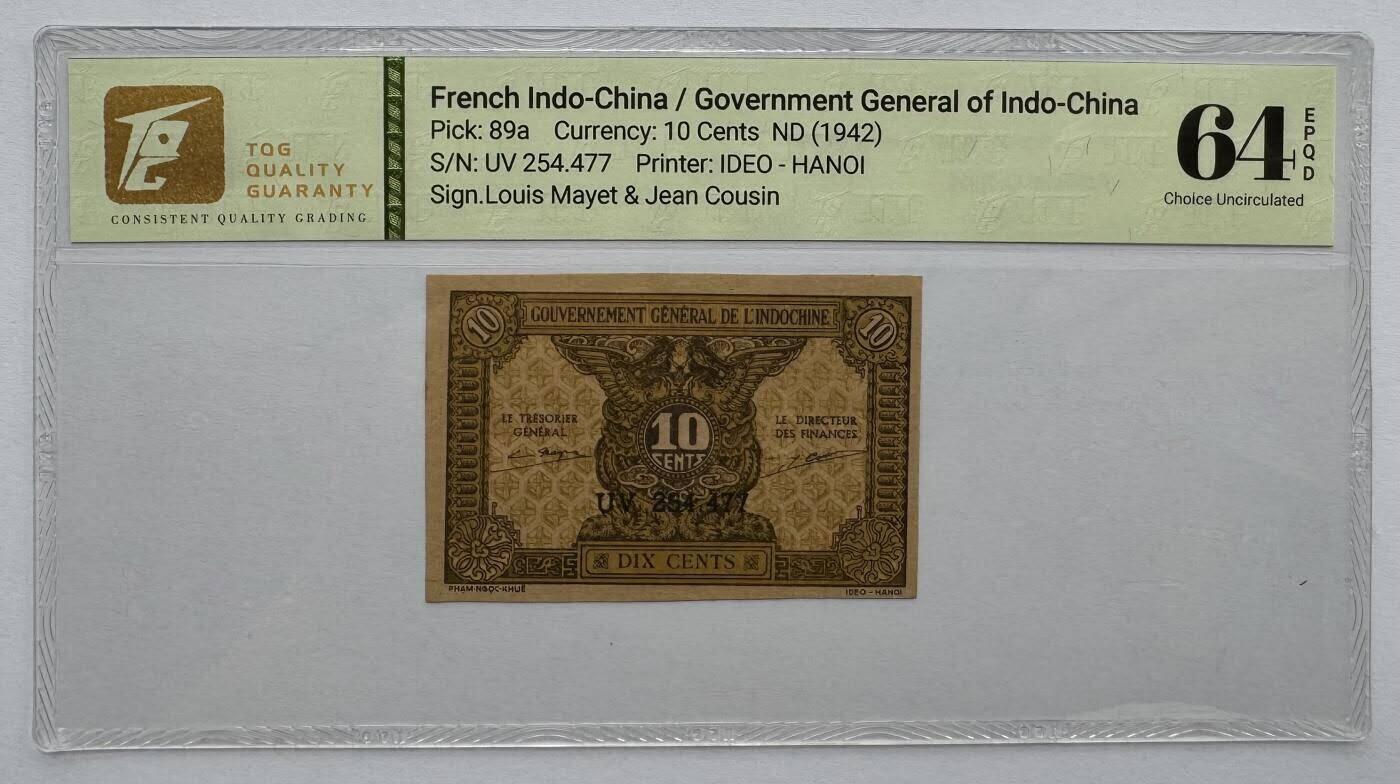 TQG
QUALITY
GUARANTY
CONSISTENT QUALITY GRADING
French Indo-China / Government General of Indo-China
Pick: 89a Currency: 10 Cents ND (1942)
S/N: UV 254.477 Printer: IDEO - HANOI
Sign.Louis Mayet & Jean Cousin
64
EPQD
Choice Uncirculated
10
GOUVERNEMENT GÉNÉRAL DE L'INDOCHINE
10
LE TRÉSORIER
GÉNÉRAL
10
CENTS
LE DIRECTEUR
DES FINANCES
UV 254.477
DIX CENTS
PHAM-NGOC-KHUÊ
IDEO - HANOI